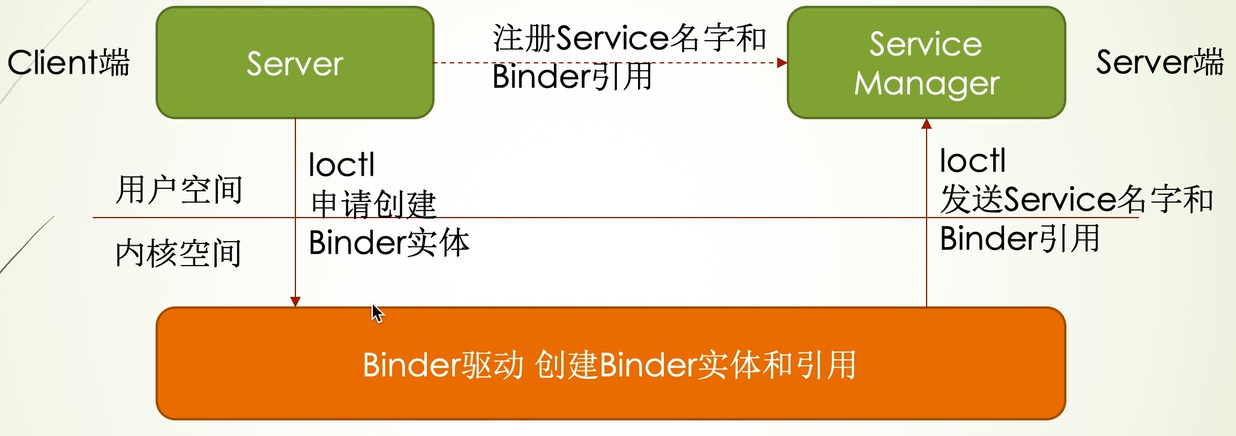 Client端
Server
注册Service名字和
Binder引用
Service
Manager
Server端
Ioctl
申请创建
Binder实体
Ioctl
发送Service名字和
Binder引用
用户空间
内核空间
Binder驱动 创建Binder实体和引用